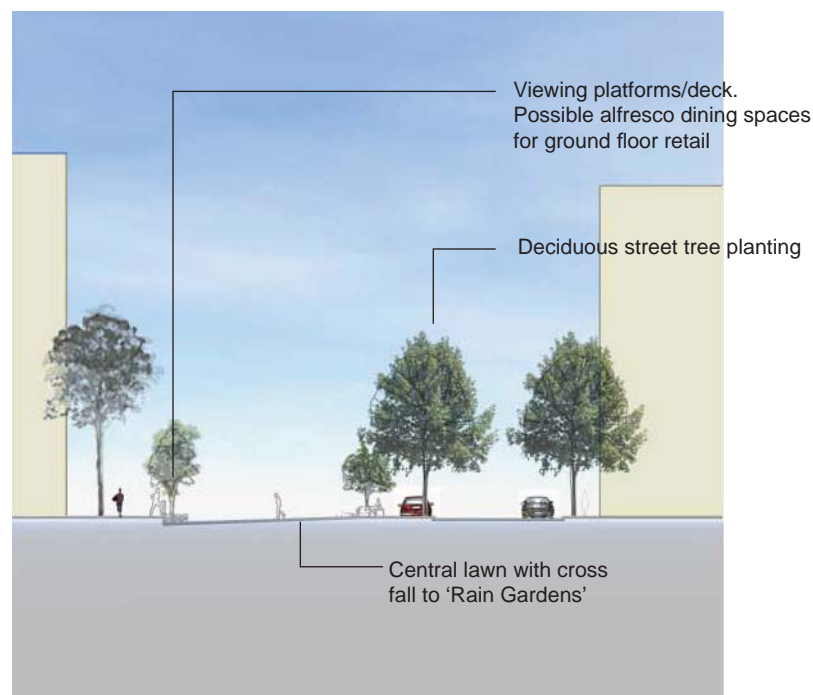 Viewing platforms/deck.
Possible alfresco dining spaces
for ground floor retail
Deciduous street tree planting
Central lawn with cross
fall to ‘Rain Gardens’